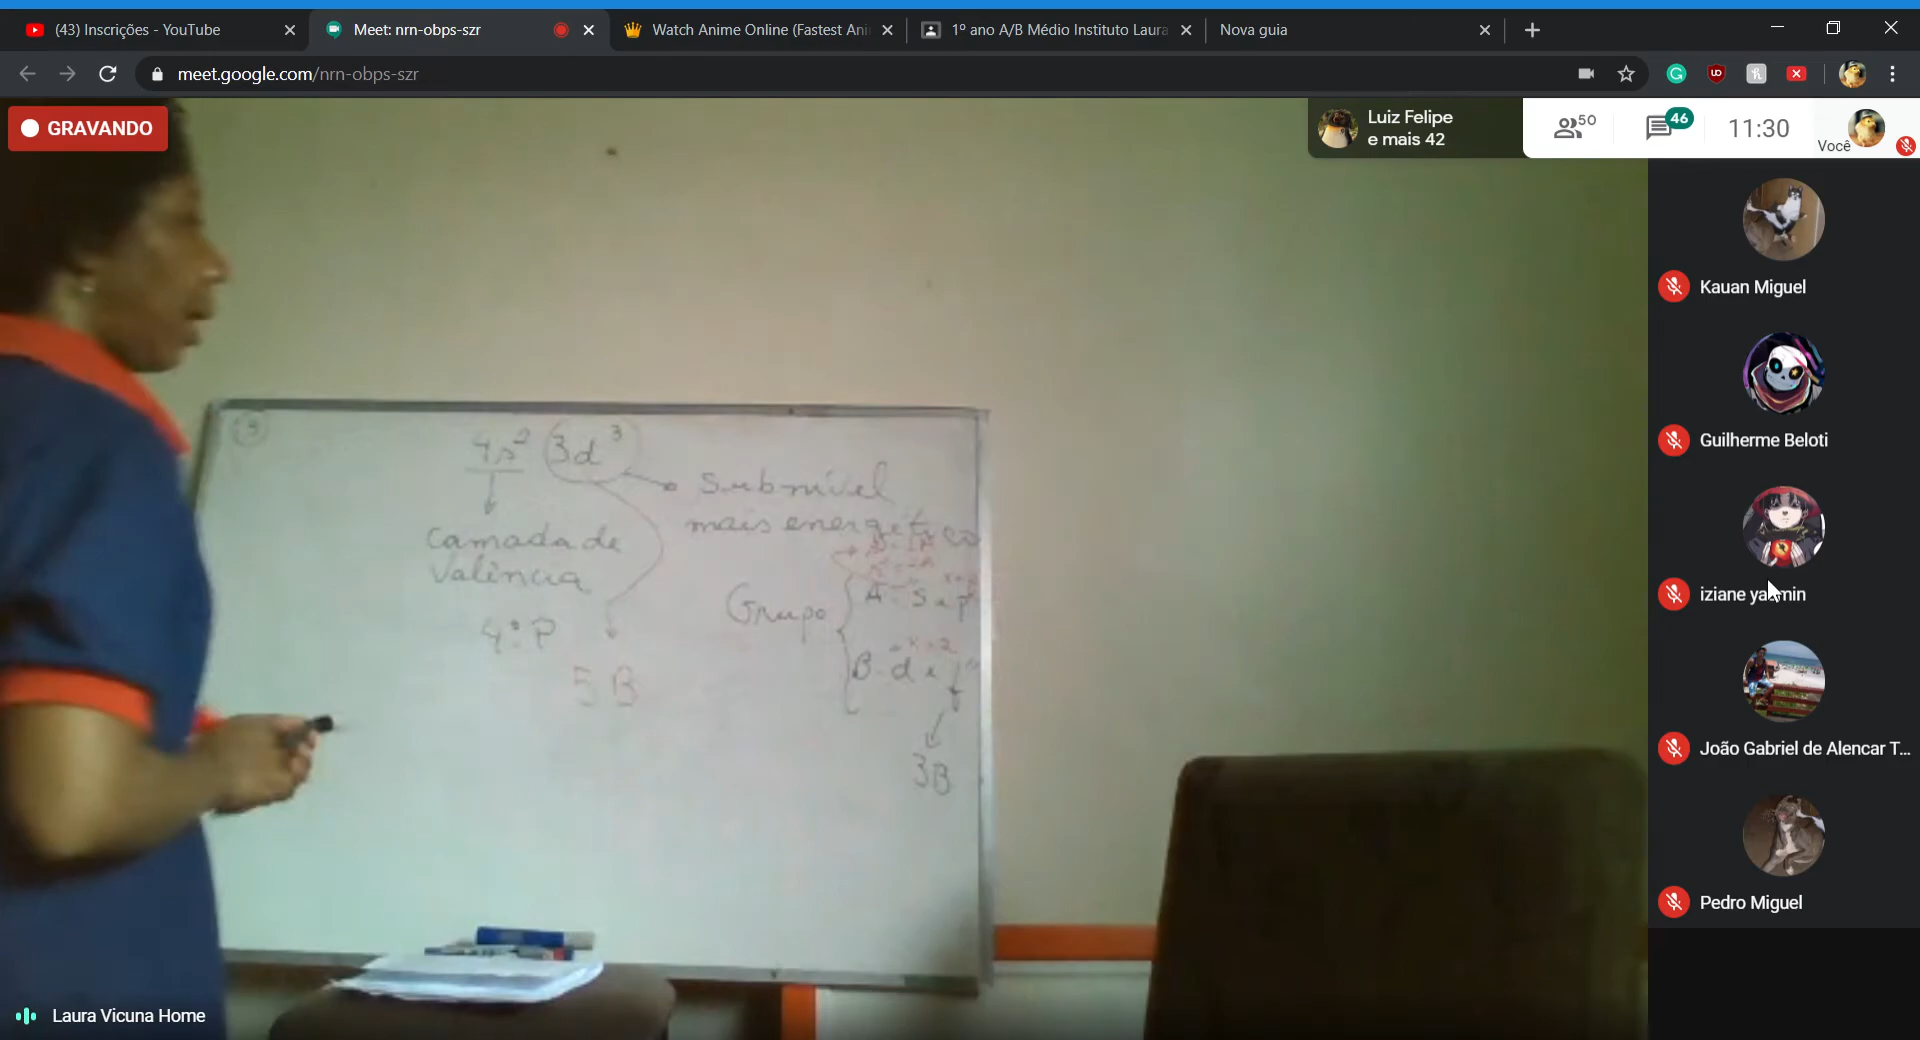 (43) Inscrições - YouTube
Meet: nrn-obps-szr
Watch Anime Online (Fastest Ani
1º ano A/B Médio Instituto Laura
Nova guia
meet.google.com/nrn-obps-szr
GRAVANDO
Luiz Felipe
e mais 42
50
46
11:30
Você
Kauan Miguel
Guilherme Beloti
iziane
João Gabriel de Alencar T...
Pedro Miguel
4s² 3d³
subnível
mais energético
Camada de
Valência
Grupo
A - s e p
4º P
B - d e f
5B
3B
Laura Vicuna Home